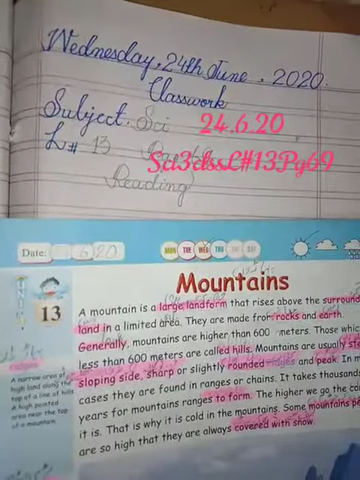 Wednesday, 24th June, 2020.
Classwork
Subject. Sci 24.6.20
L# 13 Pg# 69
Sci3dssL#13Pg69
Reading
Date: 6 20
MON TUE WED THU FRI SAT
Mountains
13
A mountain is a large landform that rises above the
land in a limited area. They are made from rocks and earth.
Generally, mountains are higher than 600 meters. Those
less than 600 meters are called hills. Mountains are usually
sloping side, sharp or slightly rounded ridges and peak. In
cases they are found in ranges or chains. It takes thousands
years for mountains ranges to form. The higher we go the
it is. That is why it is cold in the mountains. Some mountains
are so high that they are always covered with snow.
ridges
A narrow area of
high land along the
top of a line of hills
A high pointed
area near the top
of a mountain.